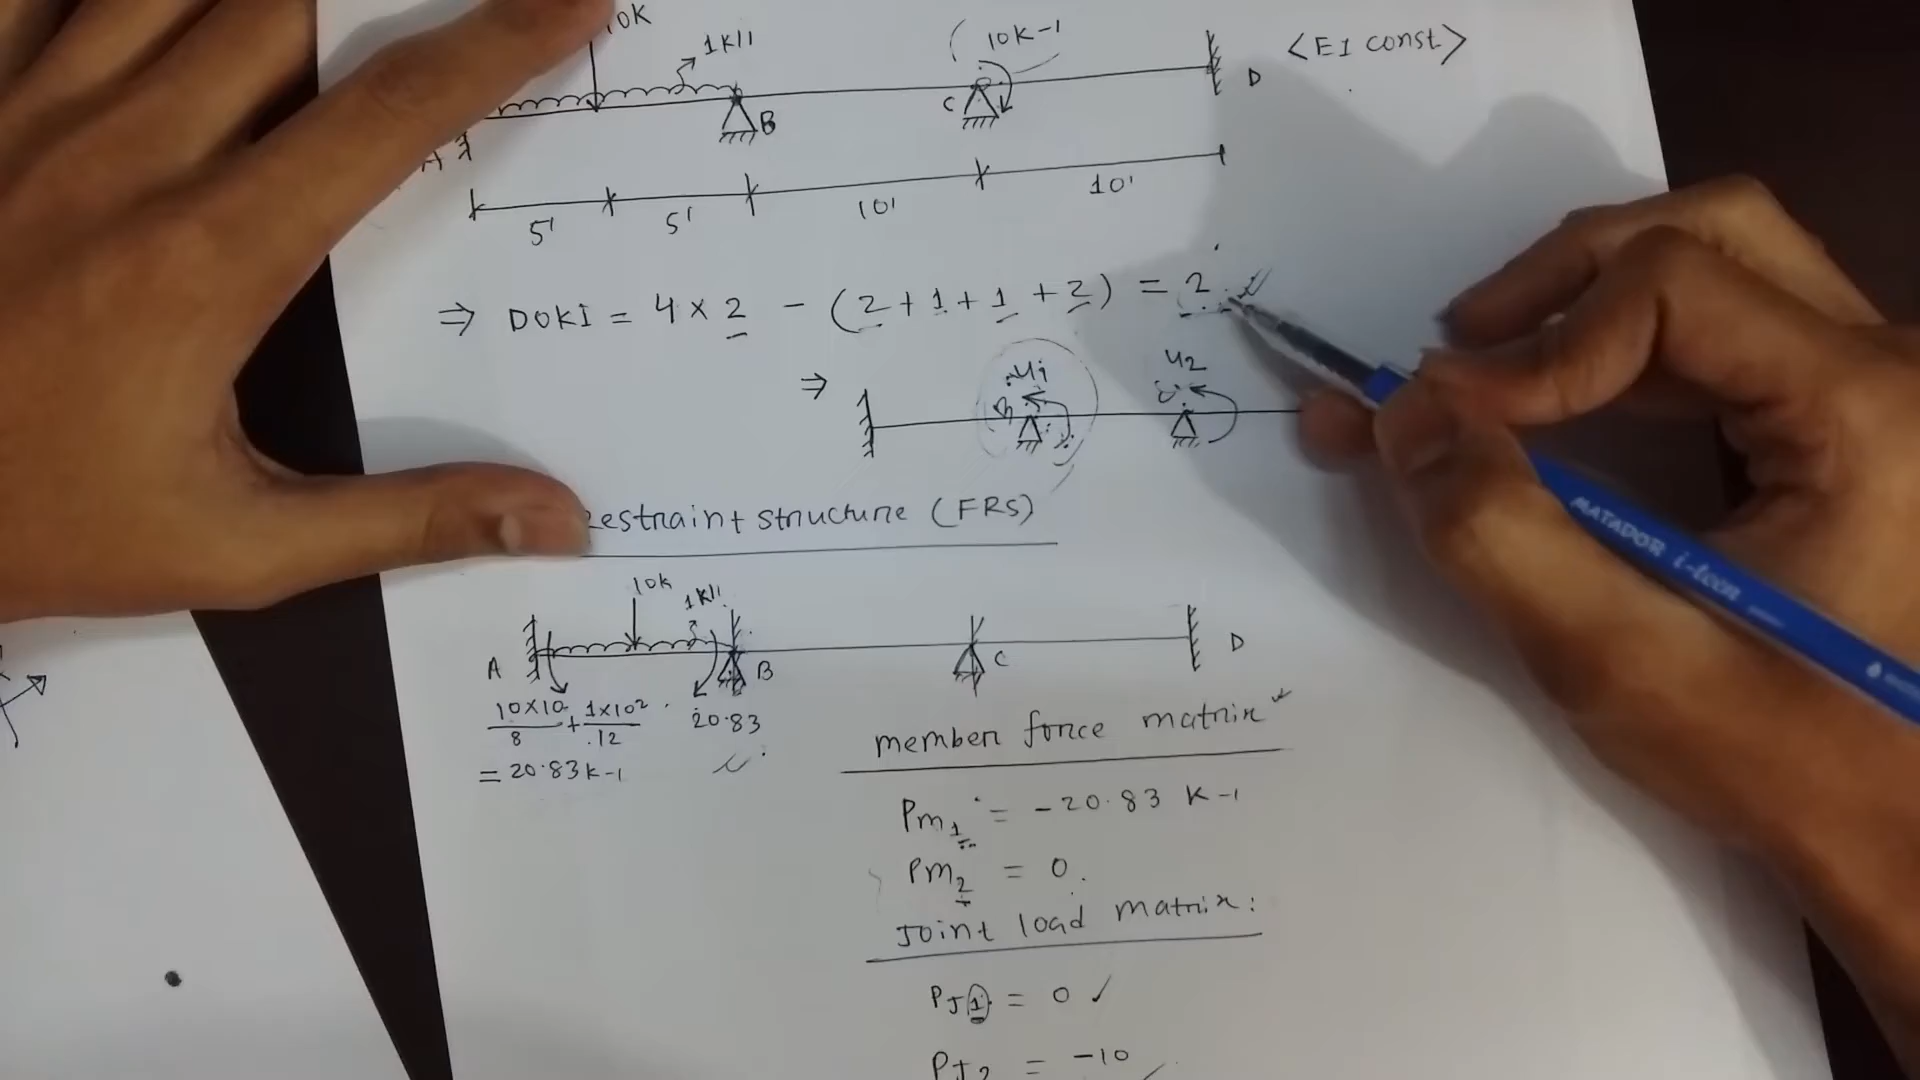 10K
1K/1
10K-1
<EI const>
A
B
C
D
5' 5' 10' 10'
⇒ DOKI = 4 × 2 - (2+1+1+2) = 2
⇒
u1
u2
B
Restraint structure (FRS)
10K
1K/1
A
B
C
D
10×10/8 + 1×10²/12
20.83
= 20.83 K-1
member force matrix
Pm1 = -20.83 K-1
Pm2 = 0
Joint load matrix:
PJ1 = 0 ✓
PJ2 = -10
MATADOR i-teen